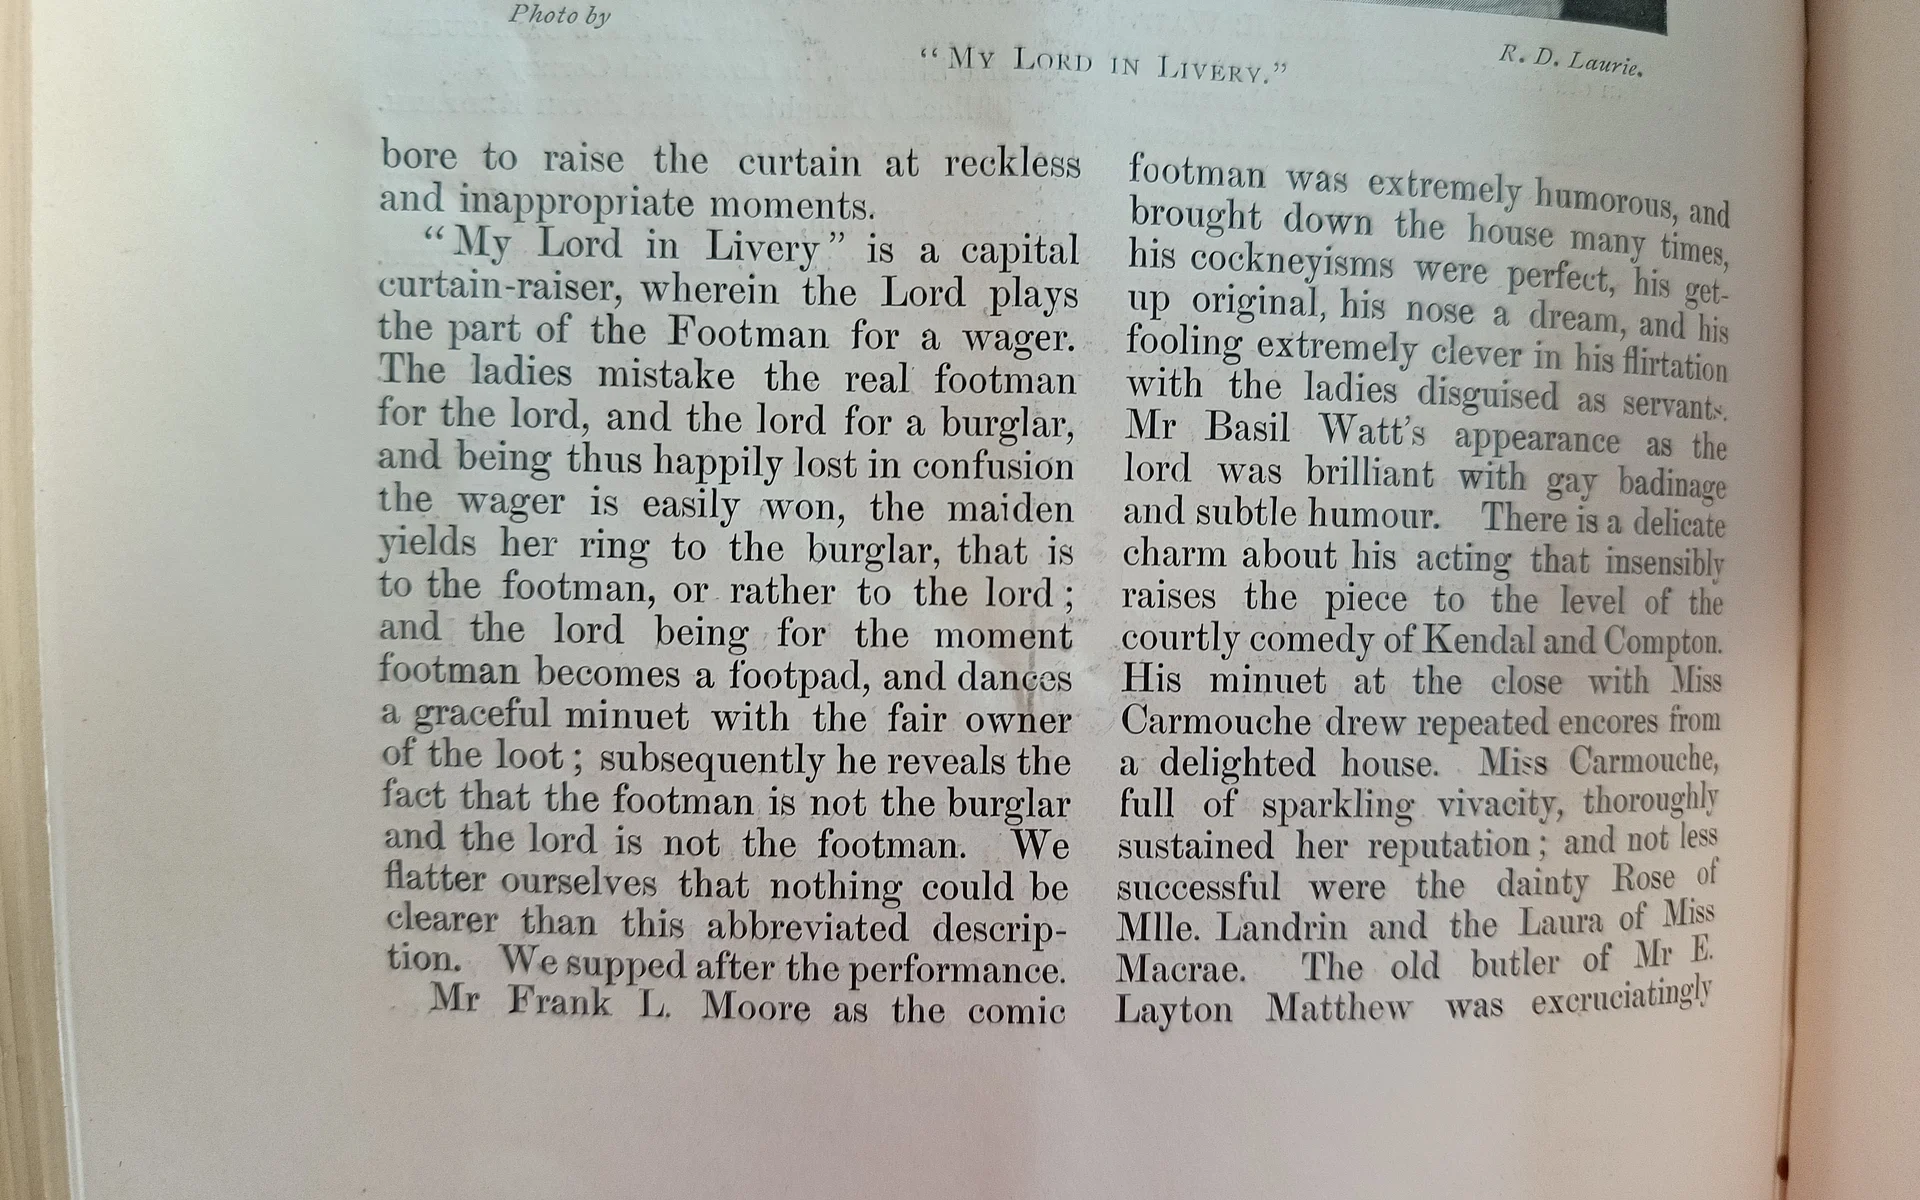 Photo by
R. D. Laurie.
“My Lord in Livery.”
bore to raise the curtain at reckless
and inappropriate moments.
“My Lord in Livery” is a capital
curtain-raiser, wherein the Lord plays
the part of the Footman for a wager.
The ladies mistake the real footman
for the lord, and the lord for a burglar,
and being thus happily lost in confusion
the wager is easily won, the maiden
yields her ring to the burglar, that is
to the footman, or rather to the lord;
and the lord being for the moment
footman becomes a footpad, and dances
a graceful minuet with the fair owner
of the loot; subsequently he reveals the
fact that the footman is not the burglar
and the lord is not the footman. We
flatter ourselves that nothing could be
clearer than this abbreviated descrip-
tion. We supped after the performance.
Mr Frank L. Moore as the comic
footman was extremely humorous, and
brought down the house many times,
his cockneyisms were perfect, his get-
up original, his nose a dream, and his
fooling extremely clever in his flirtation
with the ladies disguised as servants.
Mr Basil Watt’s appearance as the
lord was brilliant with gay badinage
and subtle humour. There is a delicate
charm about his acting that insensibly
raises the piece to the level of the
courtly comedy of Kendal and Compton.
His minuet at the close with Miss
Carmouche drew repeated encores from
a delighted house. Miss Carmouche,
full of sparkling vivacity, thoroughly
sustained her reputation; and not less
successful were the dainty Rose of
Mlle. Landrin and the Laura of Miss
Macrae. The old butler of Mr E.
Layton Matthew was excruciatingly